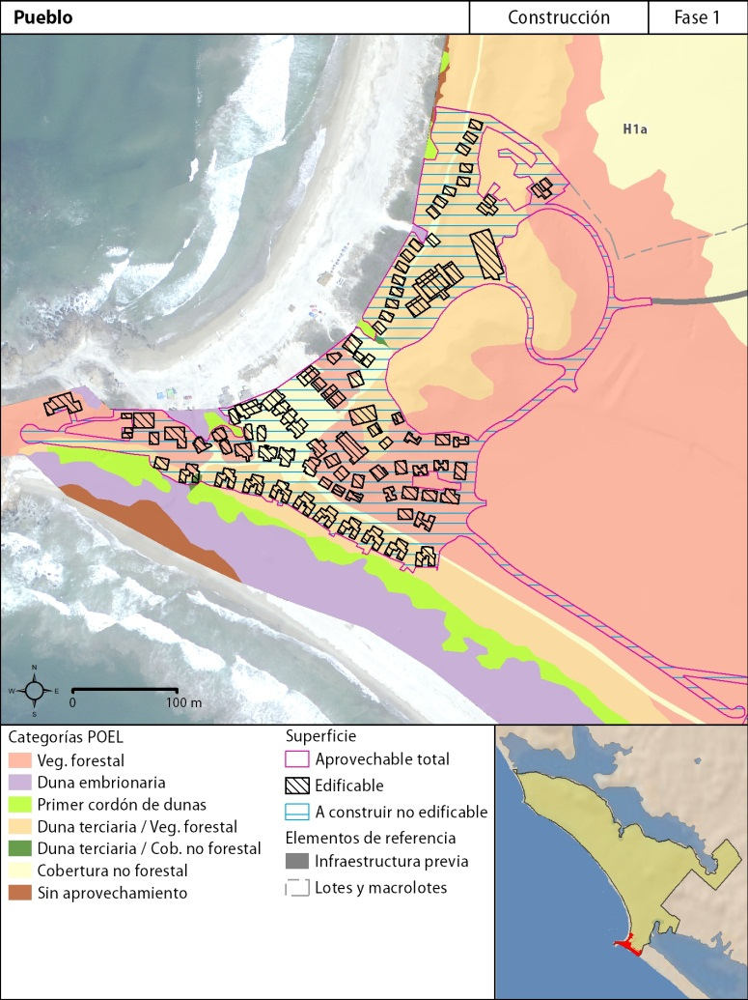 Pueblo
Construcción
Fase 1
H1a
N
W
E
S
0
100 m
Categorías POEL
Veg. forestal
Duna embrionaria
Primer cordón de dunas
Duna terciaria / Veg. forestal
Duna terciaria / Cob. no forestal
Cobertura no forestal
Sin aprovechamiento
Superficie
Aprovechable total
Edificable
A construir no edificable
Elementos de referencia
Infraestructura previa
Lotes y macrolotes